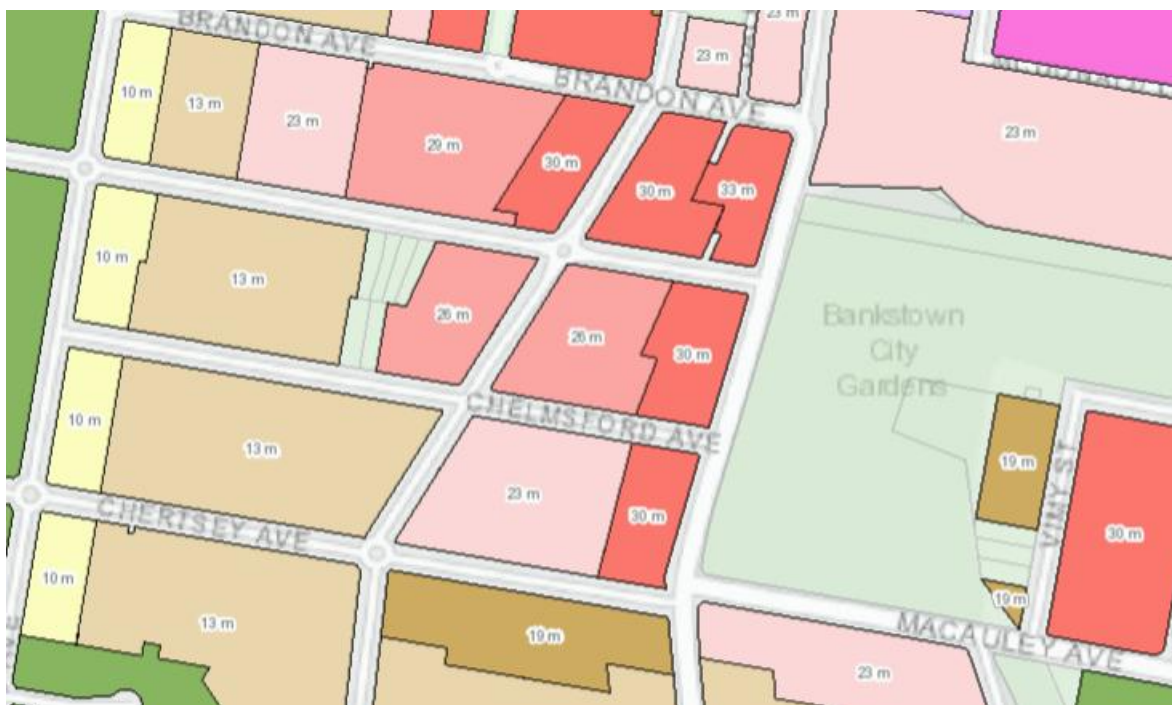 BRANDON AVE
23 m
23 m
BRANDON AVE
10 m
13 m
23 m
29 m
30 m
30 m
33 m
23 m
10 m
13 m
26 m
26 m
30 m
Bankstown
City
Gardens
10 m
13 m
CHELMSFORD AVE
23 m
30 m
19 m
VIMY ST
30 m
CHERTSEY AVE
10 m
13 m
19 m
19 m
MACAULEY AVE
23 m